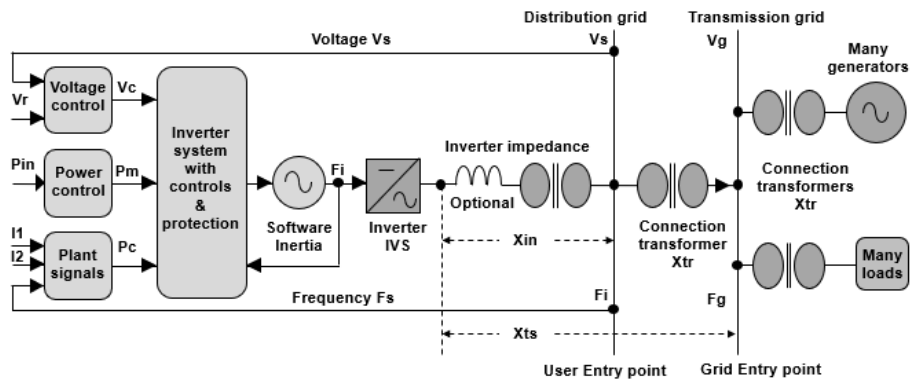 Distribution grid
Transmission grid
Voltage Vs
Vs
Vg
Many
generators
Voltage
control
Vr
Vc
Inverter
system
with
controls
&
protection
Pin
Power
control
Pm
Fi
Software
Inertia
Inverter
IVS
Inverter impedance
Optional
Connection
transformer
Xtr
Connection
transformers
Xtr
I1
I2
Plant
signals
Pc
Xin
Many
loads
Frequency Fs
Fi
Fg
Xts
User Entry point
Grid Entry point